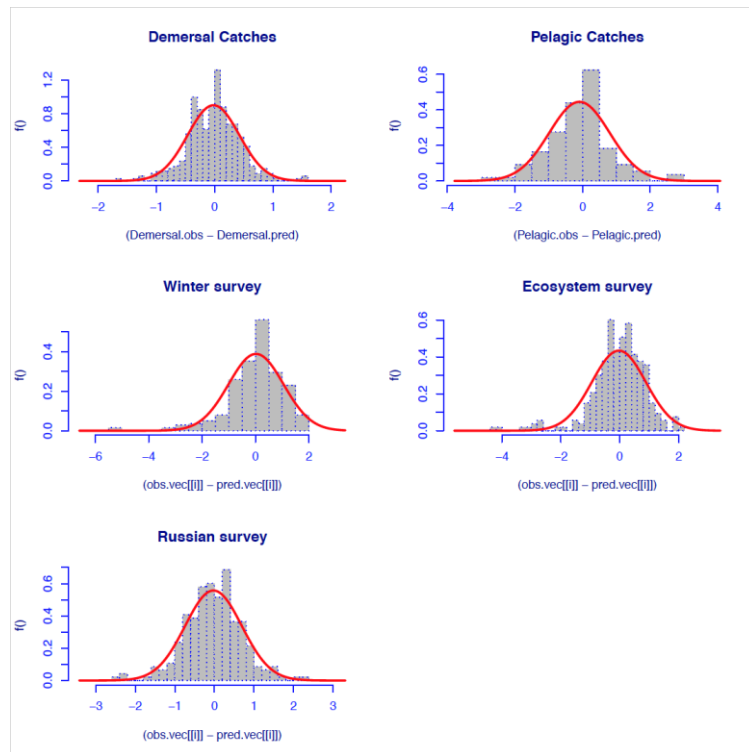 Demersal Catches
f()
0.0 0.4 0.8 1.2
−2 −1 0 1 2
(Demersal.obs − Demersal.pred)
Pelagic Catches
f()
0.0 0.2 0.4 0.6
−4 −2 0 2 4
(Pelagic.obs − Pelagic.pred)
Winter survey
f()
0.0 0.2 0.4
−6 −4 −2 0 2
(obs.vec[[i]] − pred.vec[[i]])
Ecosystem survey
f()
0.0 0.2 0.4 0.6
−4 −2 0 2
(obs.vec[[i]] − pred.vec[[i]])
Russian survey
f()
0.0 0.2 0.4 0.6
−3 −2 −1 0 1 2 3
(obs.vec[[i]] − pred.vec[[i]])